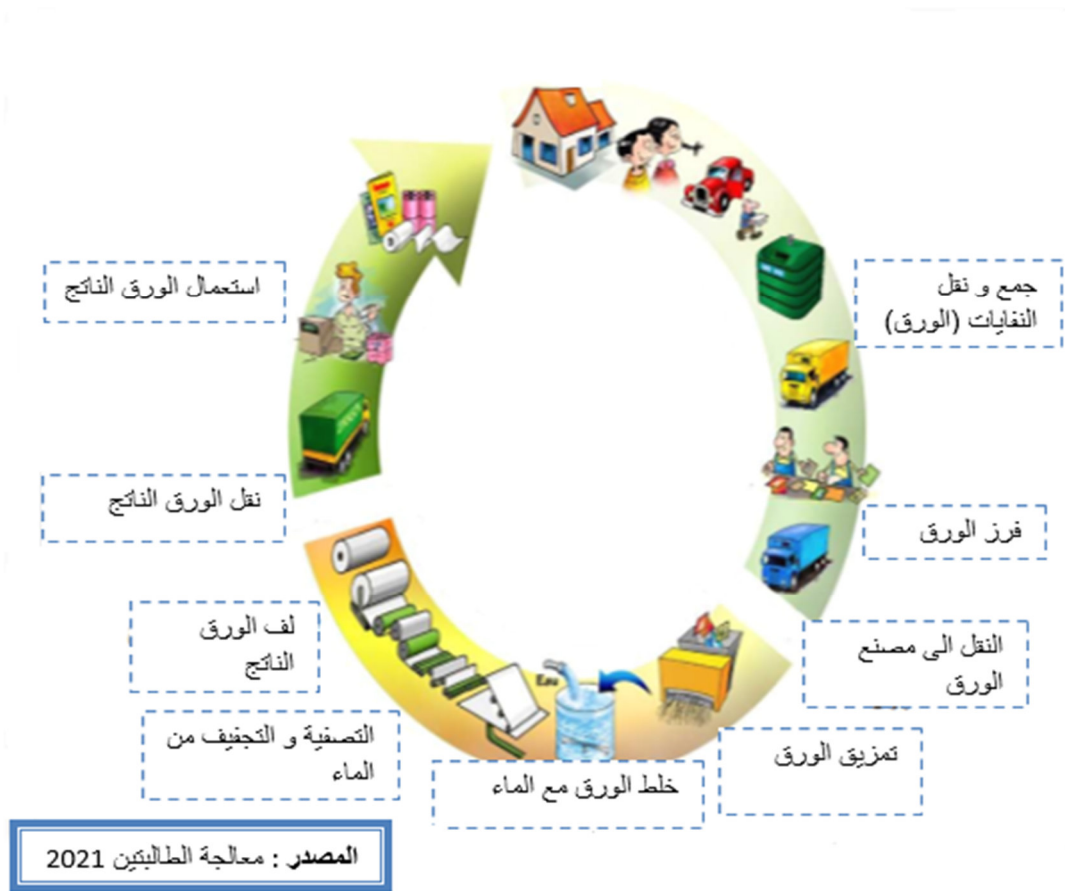 جمع و نقل
النفايات (الورق)
فرز الورق
النقل الى مصنع
الورق
تمزيق الورق
خلط الورق مع الماء
Eau
التصفية و التجفيف من
الماء
لف الورق
الناتج
نقل الورق الناتج
استعمال الورق الناتج
المصدر : معالجة الطالبتين 2021